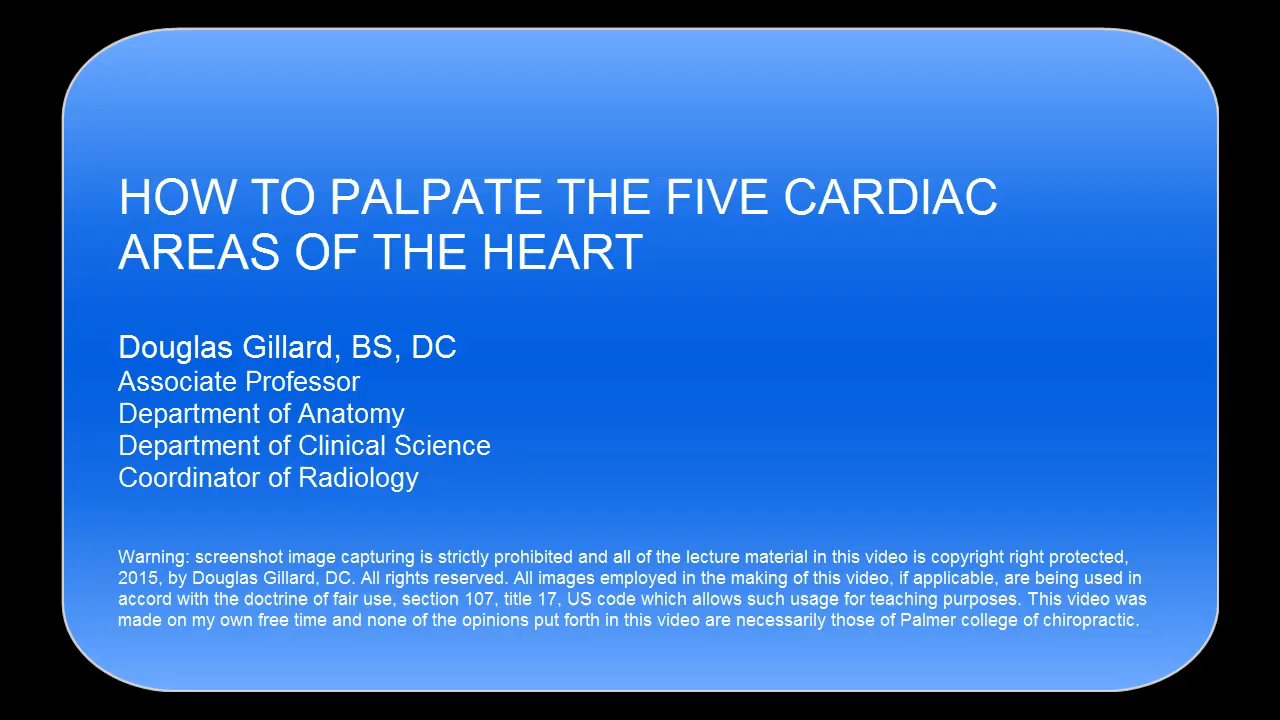 HOW TO PALPATE THE FIVE CARDIAC
AREAS OF THE HEART
Douglas Gillard, BS, DC
Associate Professor
Department of Anatomy
Department of Clinical Science
Coordinator of Radiology
Warning: screenshot image capturing is strictly prohibited and all of the lecture material in this video is copyright right protected,
2015, by Douglas Gillard, DC. All rights reserved. All images employed in the making of this video, if applicable, are being used in
accord with the doctrine of fair use, section 107, title 17, US code which allows such usage for teaching purposes. This video was
made on my own free time and none of the opinions put forth in this video are necessarily those of Palmer college of chiropractic.